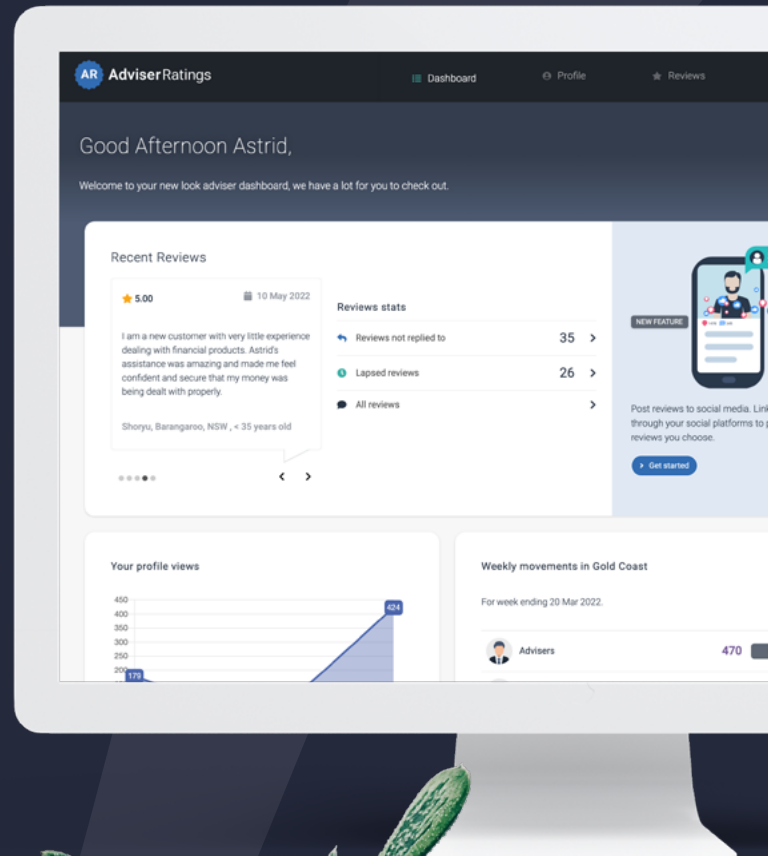 AR AdviserRatings
Dashboard
Profile
Reviews
Good Afternoon Astrid,
Welcome to your new look adviser dashboard, we have a lot for you to check out.
Recent Reviews
5.00
10 May 2022
I am a new customer with very little experience
dealing with financial products. Astrid's
assistance was amazing and made me feel
confident and secure that my money was
being dealt with properly.
Shoryu, Barangaroo, NSW , < 35 years old
Reviews stats
Reviews not replied to 35
Lapsed reviews 26
All reviews
NEW FEATURE
Post reviews to social media. Link
through your social platforms to p
reviews you choose.
Get started
Your profile views
450
400
350
300
250
200
179
424
Weekly movements in Gold Coast
For week ending 20 Mar 2022.
Advisers 470